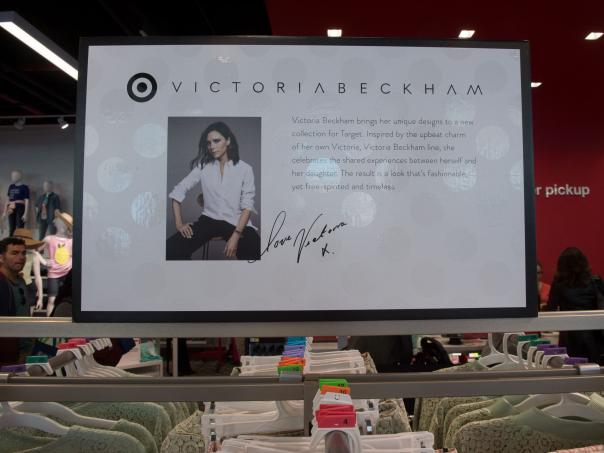 VICTORIA BECKHAM
Victoria Beckham brings her unique designs to a new
collection for Target. Inspired by the upbeat charm
of her own Victoria, Victoria Beckham line, she
celebrates the shared experiences between herself and
her daughter. The result is a look that's fashionable,
yet free-spirited and timeless.
love Victoria
x.
pickup
4